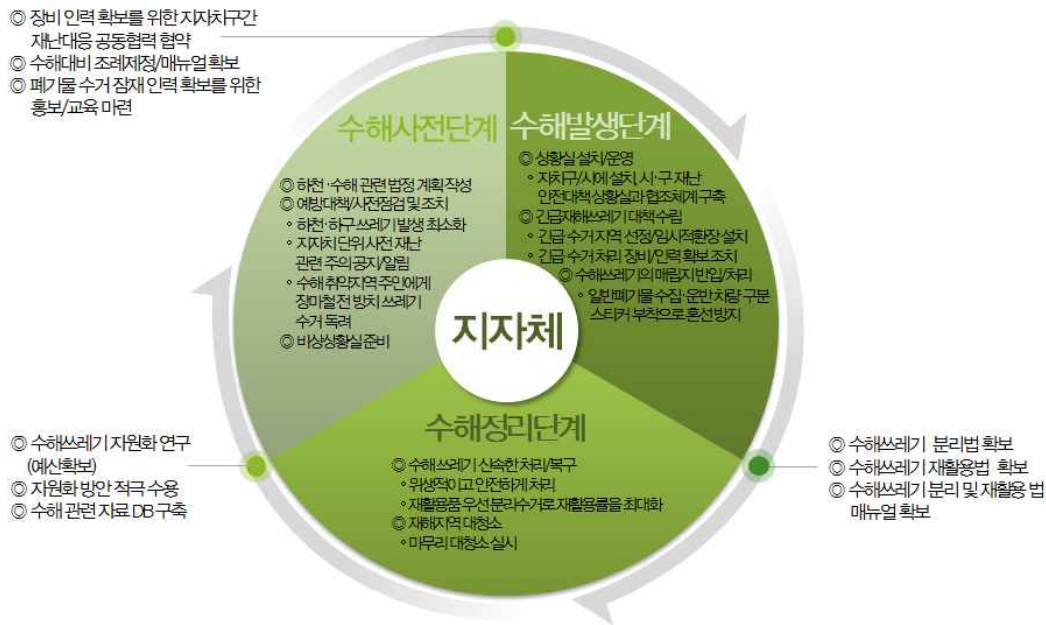 ◎ 장비 인력 확보를 위한 지자치구간
재난대응 공동협력 협약
◎ 수해대비 조례제정/매뉴얼 확보
◎ 폐기물 수거 잠재 인력 확보를 위한
홍보/교육 마련
수해사전단계
◎ 하천·수해 관련 법정 계획 작성
◎ 예방대책/사전점검 및 조치
◦ 하천·하구 쓰레기 발생 최소화
◦ 지자치 단위 사전 재난
관련 주의 공지/알림
◦ 수해 취약지역 주민에게
장마철 전 방치 쓰레기
수거 독려
◎ 비상상황실 준비
수해발생단계
◎ 상황실 설치/운영
◦ 자치구/시에 설치, 시·구 재난
안전대책 상황실과 협조체계 구축
◎ 긴급재해쓰레기 대책수립
◦ 긴급 수거 지역 선정/임시적환장 설치
◦ 긴급 수거 처리 장비/인력 확보 조치
◎ 수해쓰레기의 매립지 반입/처리
◦ 일반폐기물 수집·운반 차량 구분
스티커 부착으로 혼선 방지
지자체
수해정리단계
◎ 수해 쓰레기 신속한 처리/복구
◦ 위생적이고 안전하게 처리
◦ 재활용품 우선 분리수거로 재활용률을 최대화
◎ 재해지역 대청소
◦ 마무리 대청소 실시
◎ 수해쓰레기 자원화 연구
(예산확보)
◎ 자원화 방안 적극 수용
◎ 수해 관련 자료 DB 구축
◎ 수해쓰레기 분리법 확보
◎ 수해쓰레기 재활용법 확보
◎ 수해쓰레기 분리 및 재활용 법
매뉴얼 확보